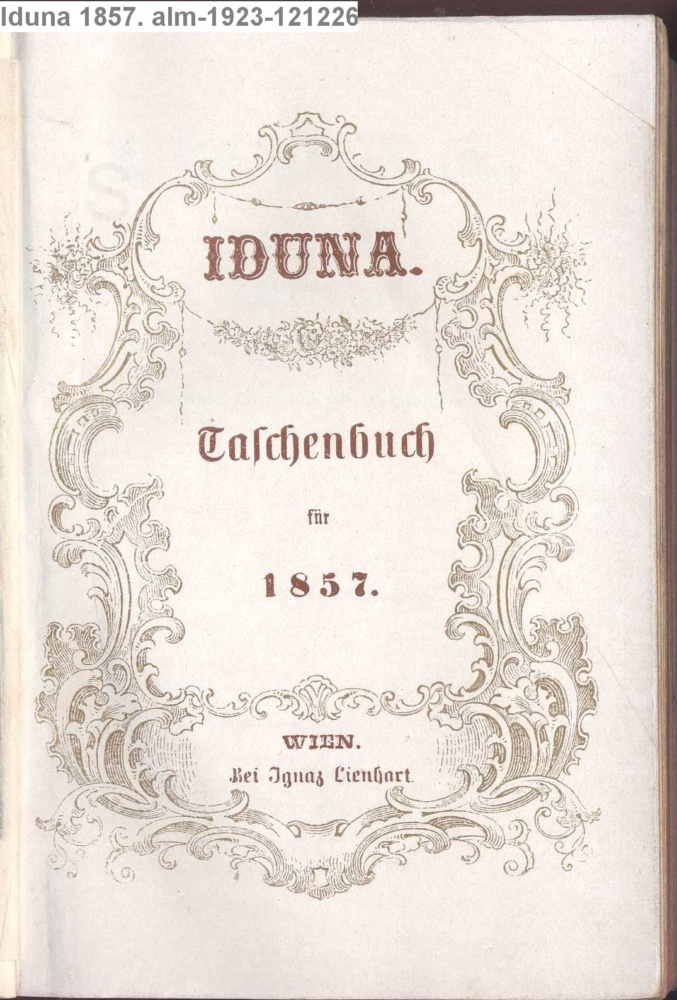 Iduna 1857. alm-1923-121226
IDUNA.
Taſchenbuch
für
1857.
WIEN.
Bei Ignaz Lienhart